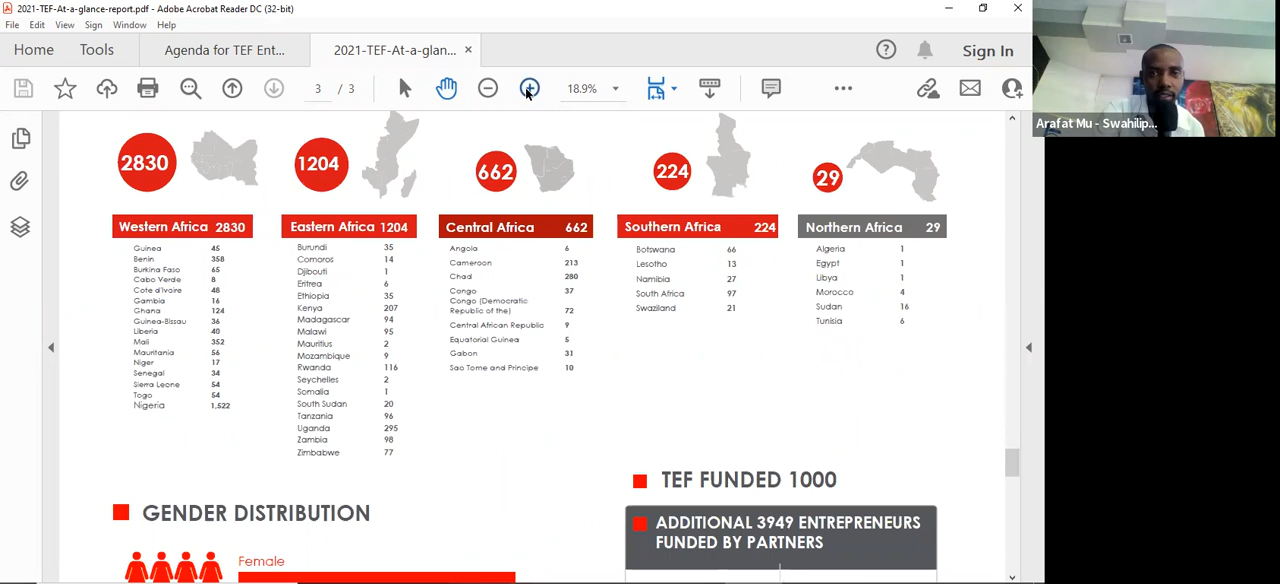 2021-TEF-At-a-glance-report.pdf - Adobe Acrobat Reader DC (32-bit)
File Edit View Sign Window Help
Home Tools Agenda for TEF Ent... 2021-TEF-At-a-glan... × Sign In
3 / 3 18.9%
Arafat Mu - Swahilip...
2830 1204 662 224 29
Western Africa 2830
Guinea 45
Benin 358
Burkina Faso 65
Cabo Verde 8
Cote d'Ivoire 48
Gambia 16
Ghana 124
Guinea-Bissau 36
Liberia 40
Mali 352
Mauritania 56
Niger 17
Senegal 34
Sierra Leone 54
Togo 54
Nigeria 1,522
Eastern Africa 1204
Burundi 35
Comoros 14
Djibouti 1
Eritrea 6
Ethiopia 35
Kenya 207
Madagascar 94
Malawi 95
Mauritius 2
Mozambique 9
Rwanda 116
Seychelles 2
Somalia 1
South Sudan 20
Tanzania 96
Uganda 295
Zambia 98
Zimbabwe 77
Central Africa 662
Angola 6
Cameroon 213
Chad 280
Congo 37
Congo (Democratic
Republic of the) 72
Central African Republic 9
Equatorial Guinea 5
Gabon 31
Sao Tome and Principe 10
Southern Africa 224
Botswana 66
Lesotho 13
Namibia 27
South Africa 97
Swaziland 21
Northern Africa 29
Algeria 1
Egypt 1
Libya 1
Morocco 4
Sudan 16
Tunisia 6
GENDER DISTRIBUTION
Female
TEF FUNDED 1000
ADDITIONAL 3949 ENTREPRENEURS
FUNDED BY PARTNERS